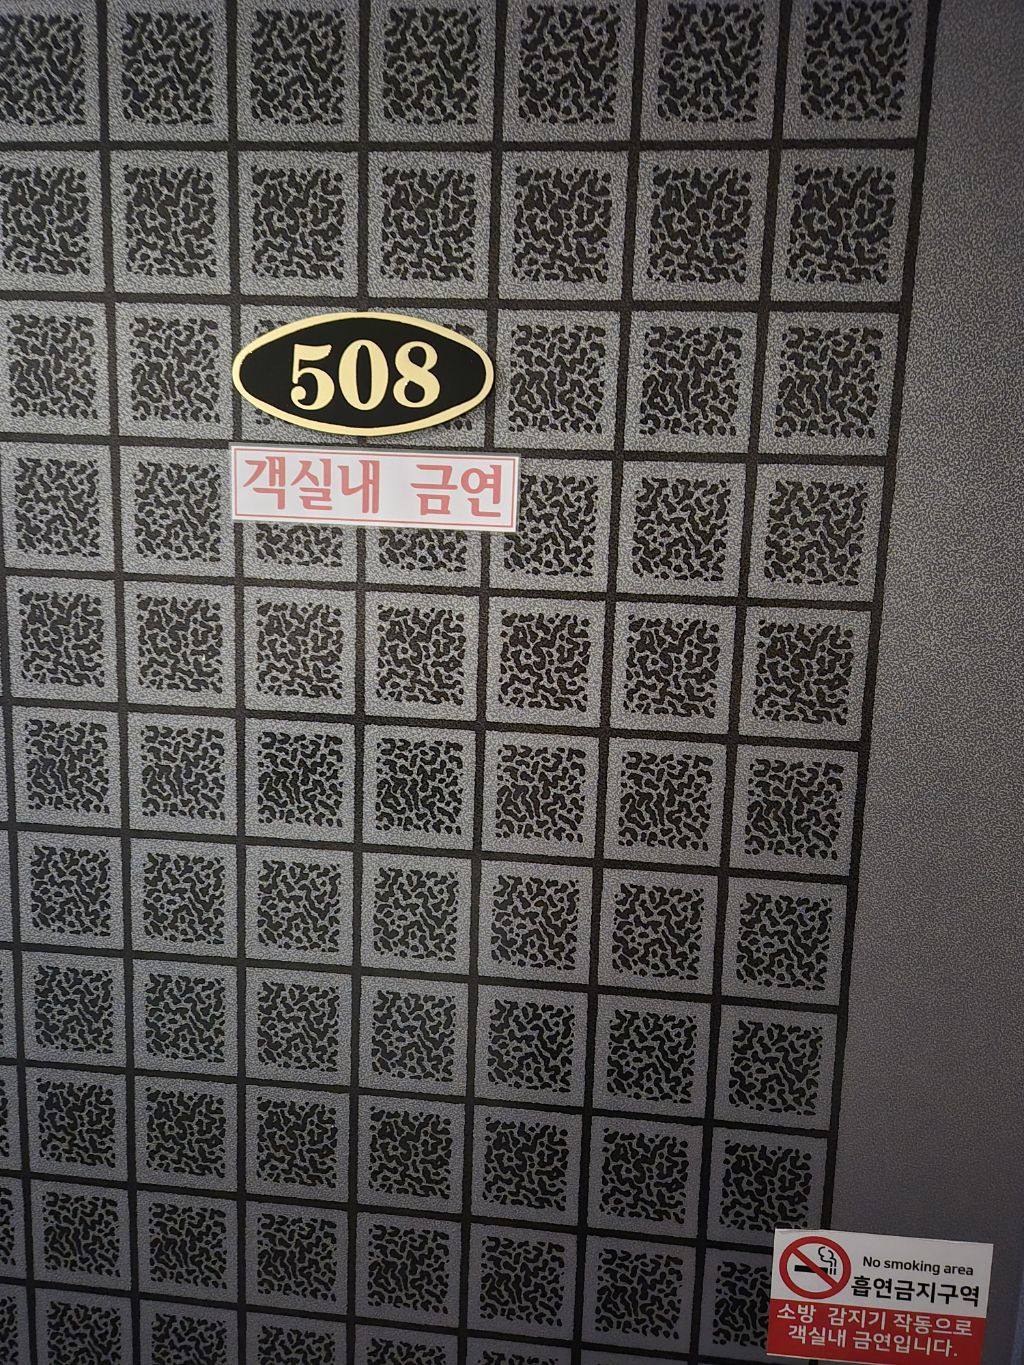 508
객실내 금연
No smoking area
흡연금지구역
소방 감지기 작동으로
객실내 금연입니다.